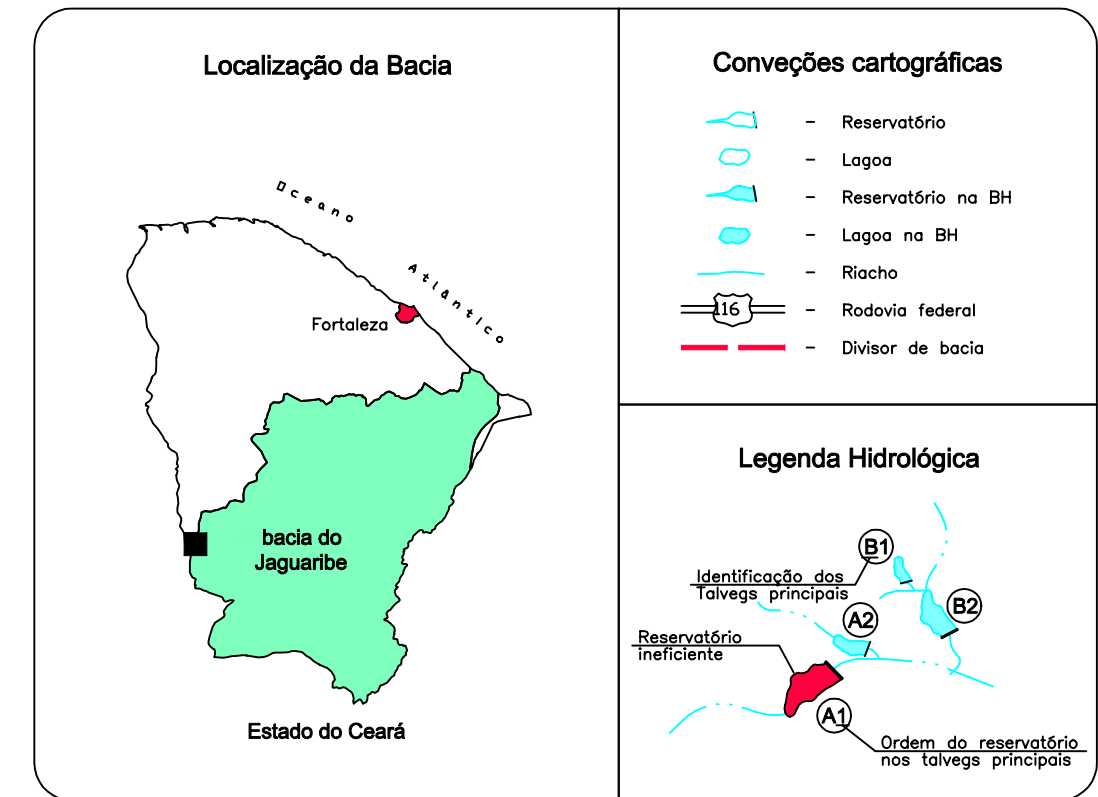 Localização da Bacia
Oceano
Atlântico
Fortaleza
bacia do
Jaguaribe
Estado do Ceará
Conveções cartográficas
- Reservatório
- Lagoa
- Reservatório na BH
- Lagoa na BH
- Riacho
116 - Rodovia federal
- Divisor de bacia
Legenda Hidrológica
B1
Identificação dos
Talvegs principais
B2
A2
Reservatório
ineficiente
A1
Ordem do reservatório
nos talvegs principais